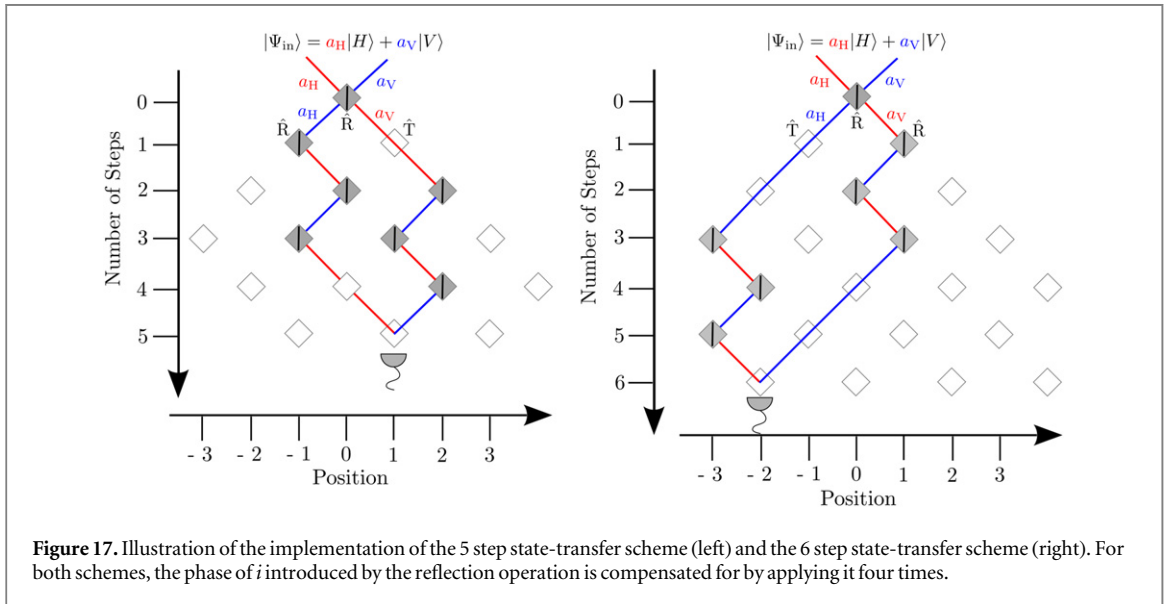 |Ψin⟩ = aH|H⟩ + aV|V⟩
aH aV
aH aV
R̂ R̂ T̂
Number of Steps
0
1
2
3
4
5
- 3 - 2 - 1 0 1 2 3
Position
|Ψin⟩ = aH|H⟩ + aV|V⟩
aH aV
aH aV
T̂ R̂ R̂
Number of Steps
0
1
2
3
4
5
6
- 3 - 2 - 1 0 1 2 3
Position
Figure 17. Illustration of the implementation of the 5 step state-transfer scheme (left) and the 6 step state-transfer scheme (right). For
both schemes, the phase of i introduced by the reflection operation is compensated for by applying it four times.